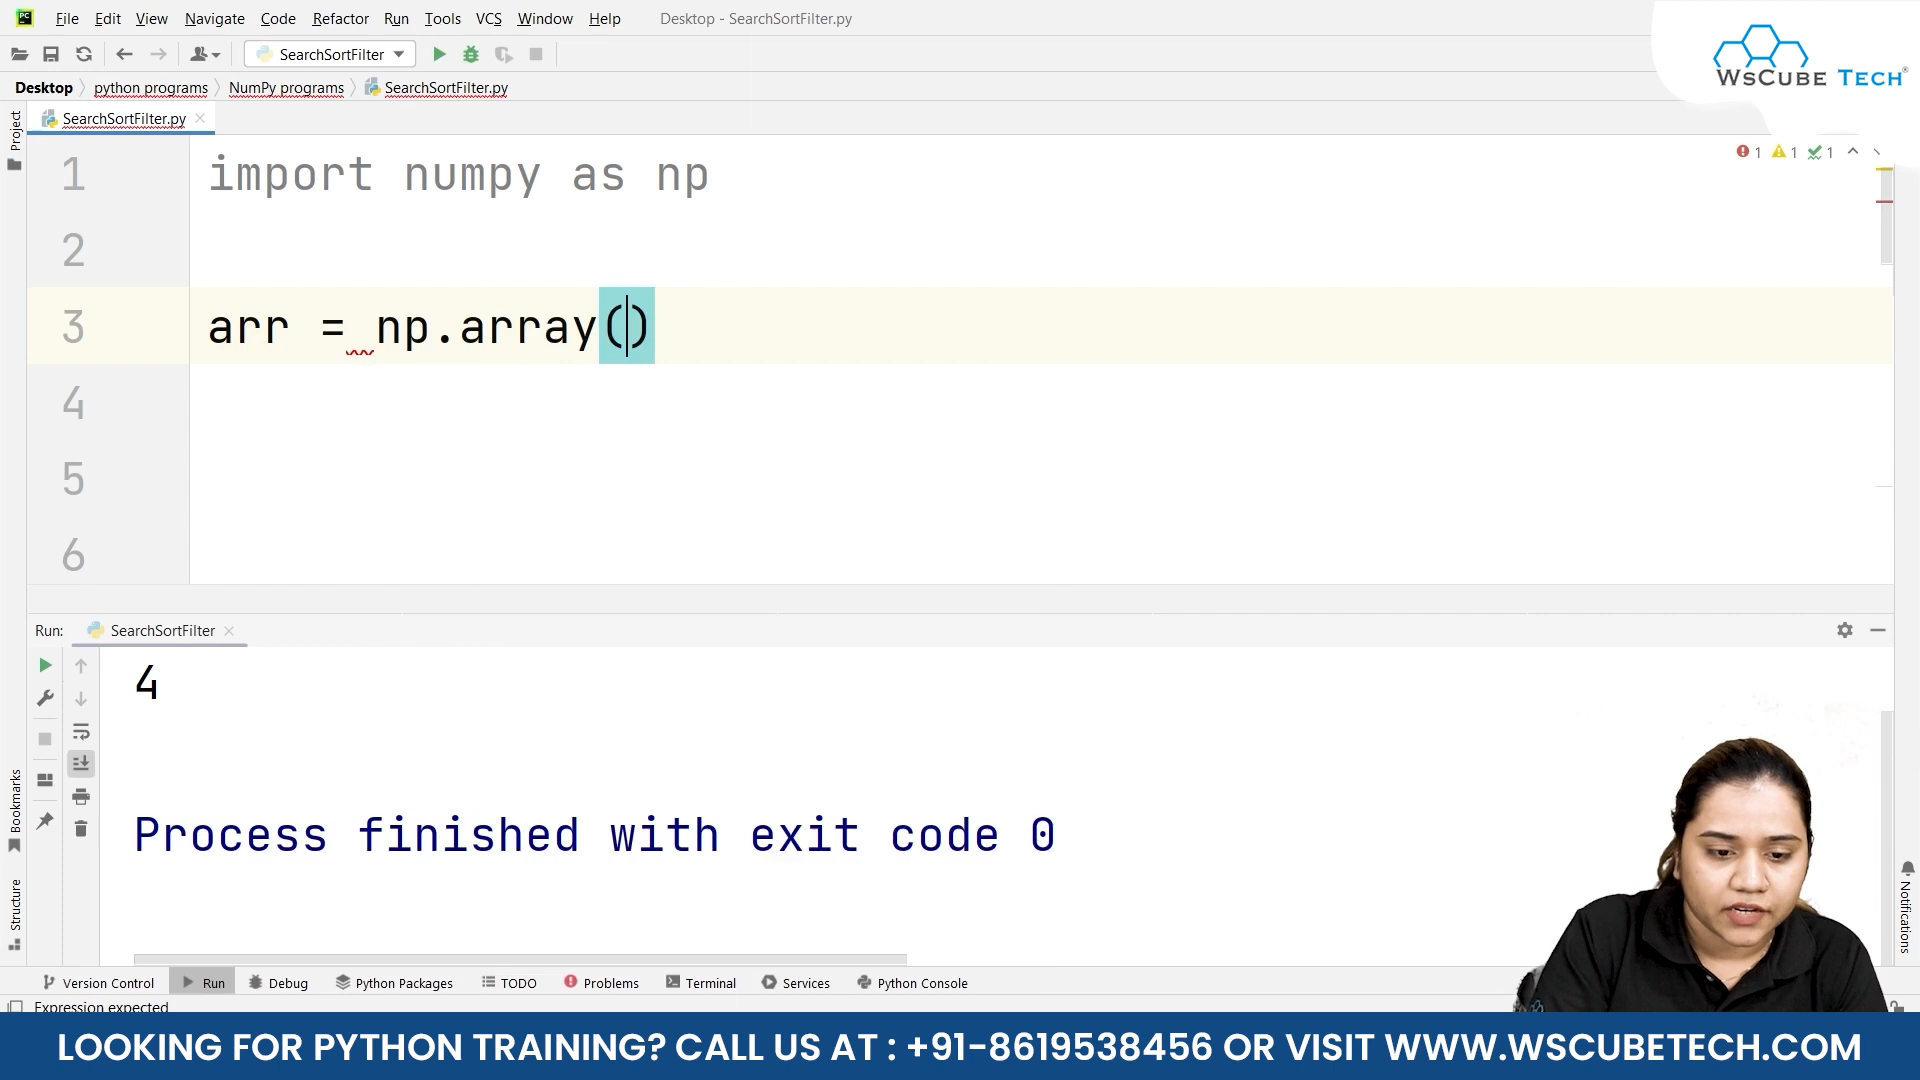 File Edit View Navigate Code Refactor Run Tools VCS Window Help Desktop - SearchSortFilter.py
SearchSortFilter
WsCube Tech®
Desktop python programs NumPy programs SearchSortFilter.py
SearchSortFilter.py
Project
1 1 1
1 import numpy as np
2
3 arr = np.array()
4
5
6
Run: SearchSortFilter
4
Process finished with exit code 0
Bookmarks
Structure
Notifications
Version Control Run Debug Python Packages TODO Problems Terminal Services Python Console
Expression expected
LOOKING FOR PYTHON TRAINING? CALL US AT : +91-8619538456 OR VISIT WWW.WSCUBETECH.COM